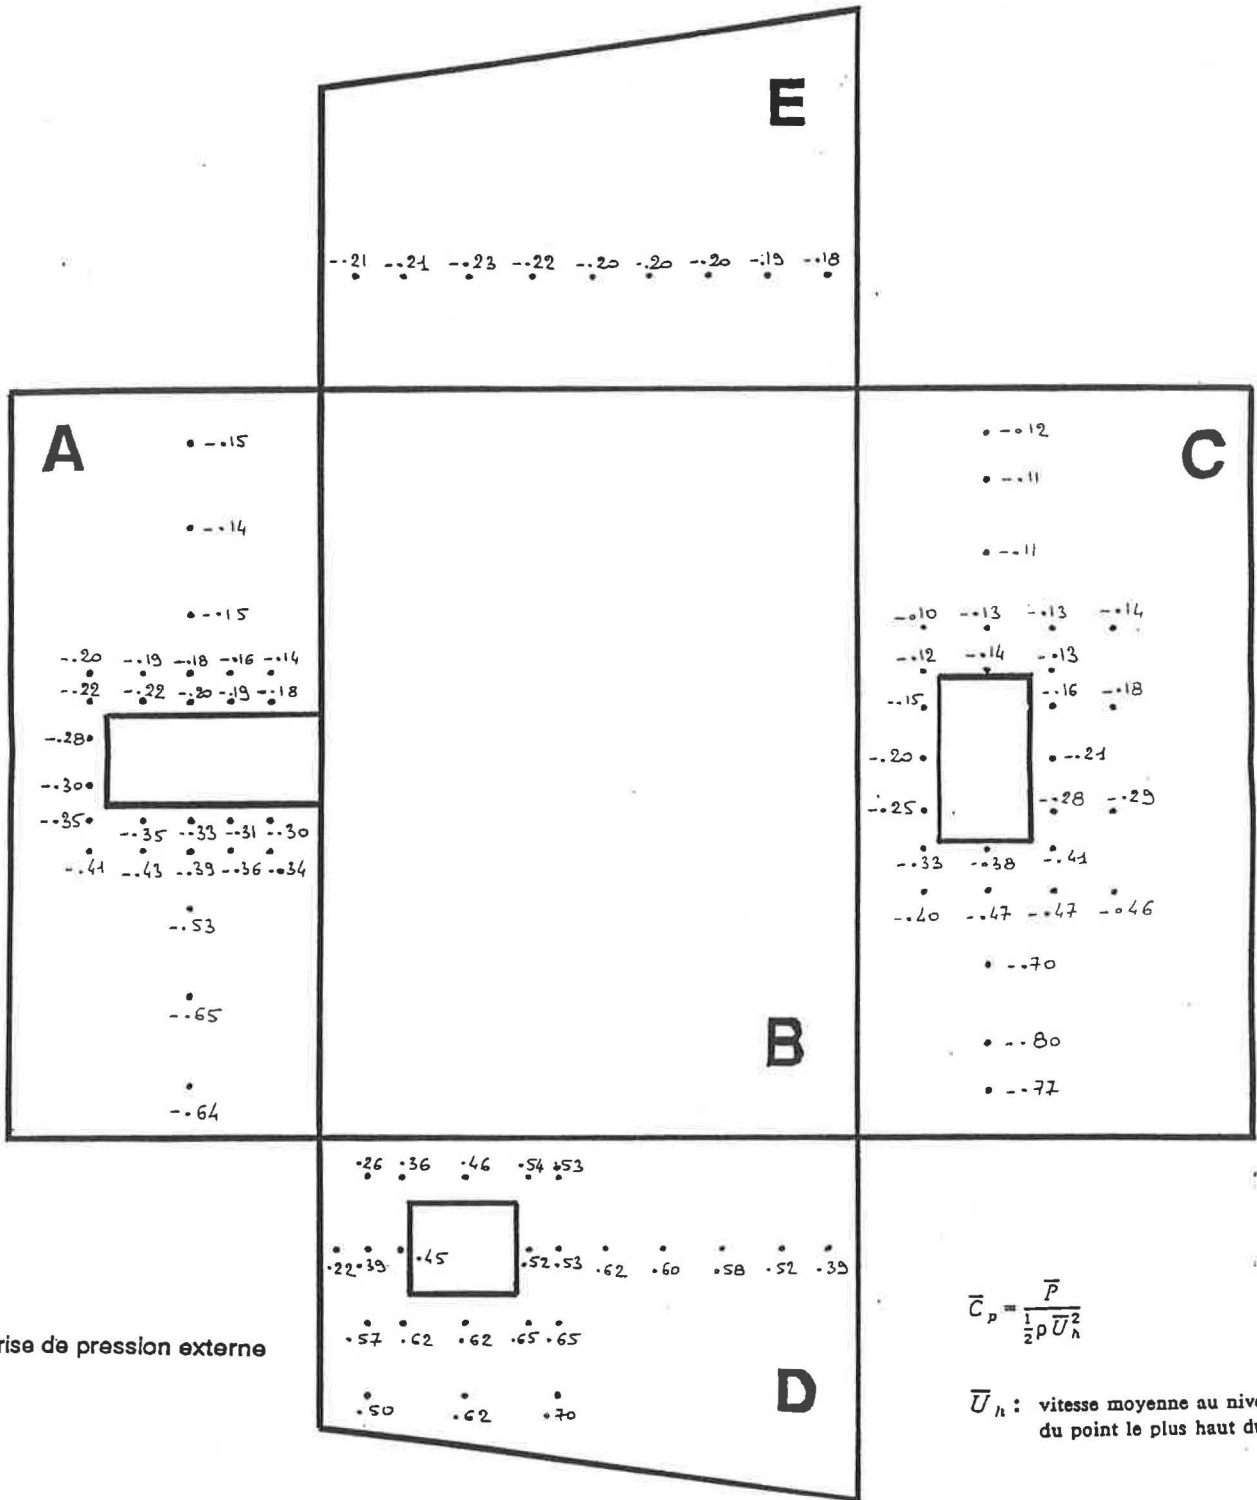 E
-.21 -.21 -.23 -.22 -.20 -.20 -.20 -.19 -.18
A
-.15
-.14
-.15
-.20 -.19 -.18 -.16 -.14
-.22 -.22 -.20 -.19 -.18
-.28
-.30
-.35
-.35 -.33 -.31 -.30
-.41 -.43 -.39 -.36 -.34
-.53
-.65
-.64
C
-.12
-.11
-.11
-.10 -.13 -.13 -.14
-.12 -.14 -.13
-.15 -.16 -.18
-.20 -.21
-.25 -.28 -.29
-.33 -.38 -.41
-.40 -.47 -.47 -.46
-.70
-.80
-.77
B
.26 .36 .46 .54 .53
.22 .39 .45 .52 .53 .62 .60 .58 .52 .39
.57 .62 .62 .65 .65
.50 .62 .70
D
rise de pression externe
C̅p = P̅ / ½ρU̅h²
U̅h : vitesse moyenne au nive
du point le plus haut du